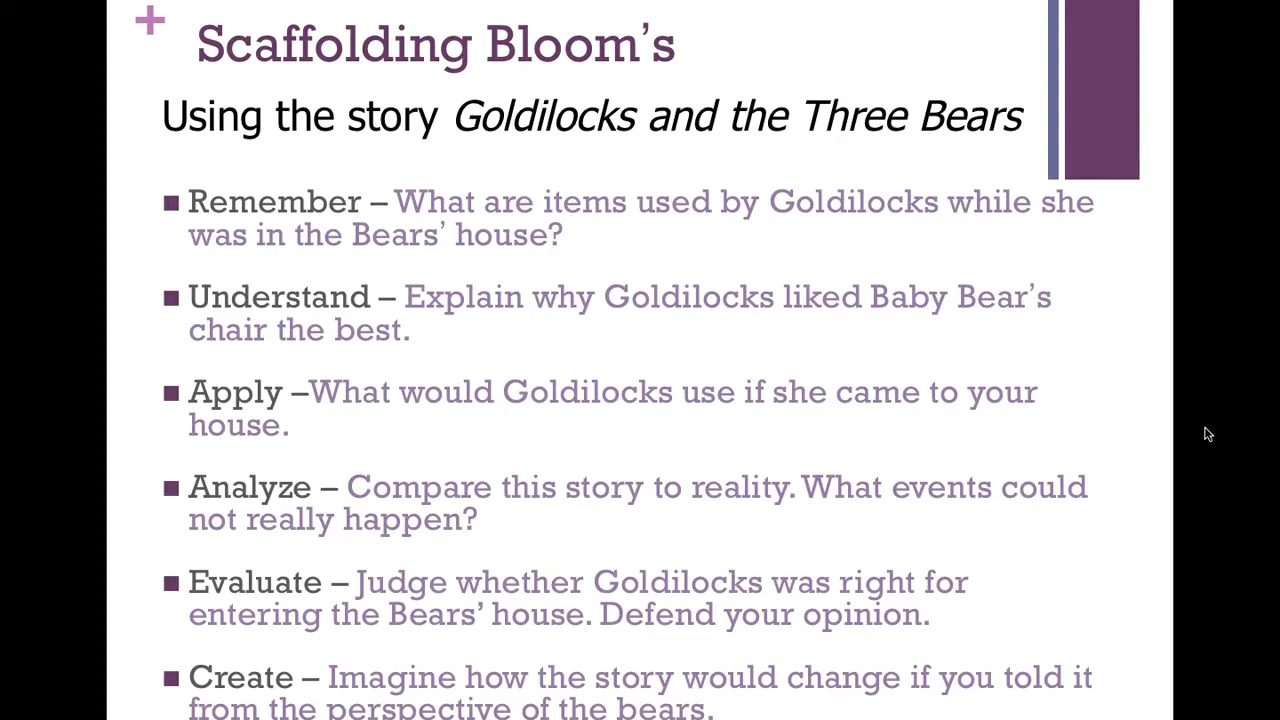 +
Scaffolding Bloom’s
Using the story Goldilocks and the Three Bears
■ Remember – What are items used by Goldilocks while she
was in the Bears’ house?
■ Understand – Explain why Goldilocks liked Baby Bear’s
chair the best.
■ Apply –What would Goldilocks use if she came to your
house.
■ Analyze – Compare this story to reality. What events could
not really happen?
■ Evaluate – Judge whether Goldilocks was right for
entering the Bears’ house. Defend your opinion.
■ Create – Imagine how the story would change if you told it
from the perspective of the bears.